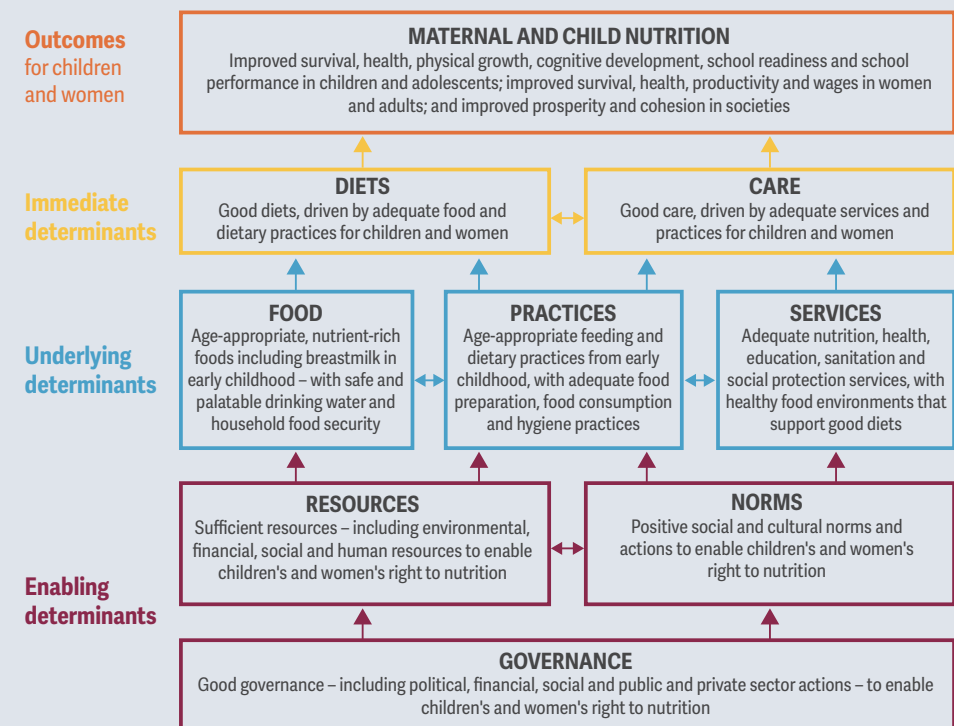 Outcomes
for children
and women
MATERNAL AND CHILD NUTRITION
Improved survival, health, physical growth, cognitive development, school readiness and school
performance in children and adolescents; improved survival, health, productivity and wages in women
and adults; and improved prosperity and cohesion in societies
Immediate
determinants
DIETS
Good diets, driven by adequate food and
dietary practices for children and women
CARE
Good care, driven by adequate services and
practices for children and women
Underlying
determinants
FOOD
Age-appropriate, nutrient-rich
foods including breastmilk in
early childhood – with safe and
palatable drinking water and
household food security
PRACTICES
Age-appropriate feeding and
dietary practices from early
childhood, with adequate food
preparation, food consumption
and hygiene practices
SERVICES
Adequate nutrition, health,
education, sanitation and
social protection services, with
healthy food environments that
support good diets
Enabling
determinants
RESOURCES
Sufficient resources – including environmental,
financial, social and human resources to enable
children's and women's right to nutrition
NORMS
Positive social and cultural norms and
actions to enable children's and women's
right to nutrition
GOVERNANCE
Good governance – including political, financial, social and public and private sector actions – to enable
children's and women's right to nutrition